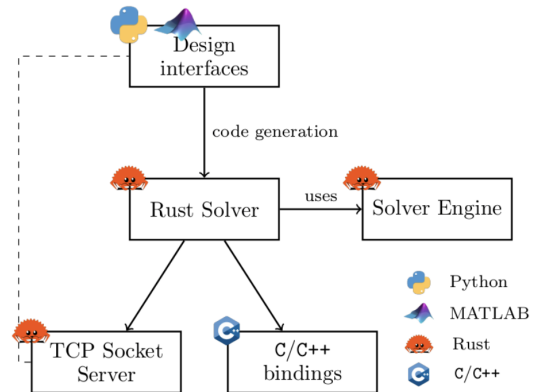 Design
interfaces
code generation
Rust Solver
uses
Solver Engine
TCP Socket
Server
C/C++
bindings
Python
MATLAB
Rust
C/C++